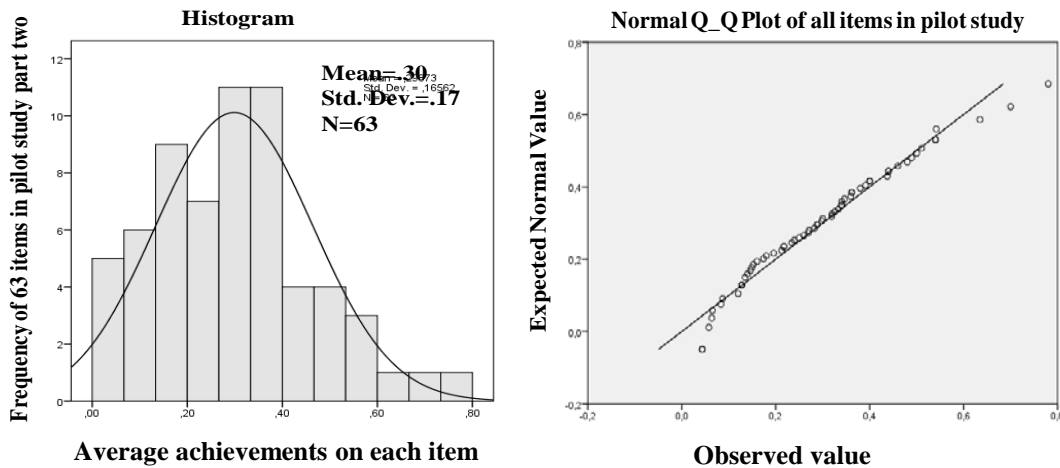 Histogram
Frequency of 63 items in pilot study part two
12
10
8
6
4
2
0
Mean=.30
Std. Dev.=.17
N=63
Std. Dev. = ,16562
,00
,20
,40
,60
,80
Average achievements on each item
Normal Q_Q Plot of all items in pilot study
Expected Normal Value
0,8
0,6
0,4
0,2
0,0
-0,2
-0,2
0,0
0,2
0,4
0,6
Observed value